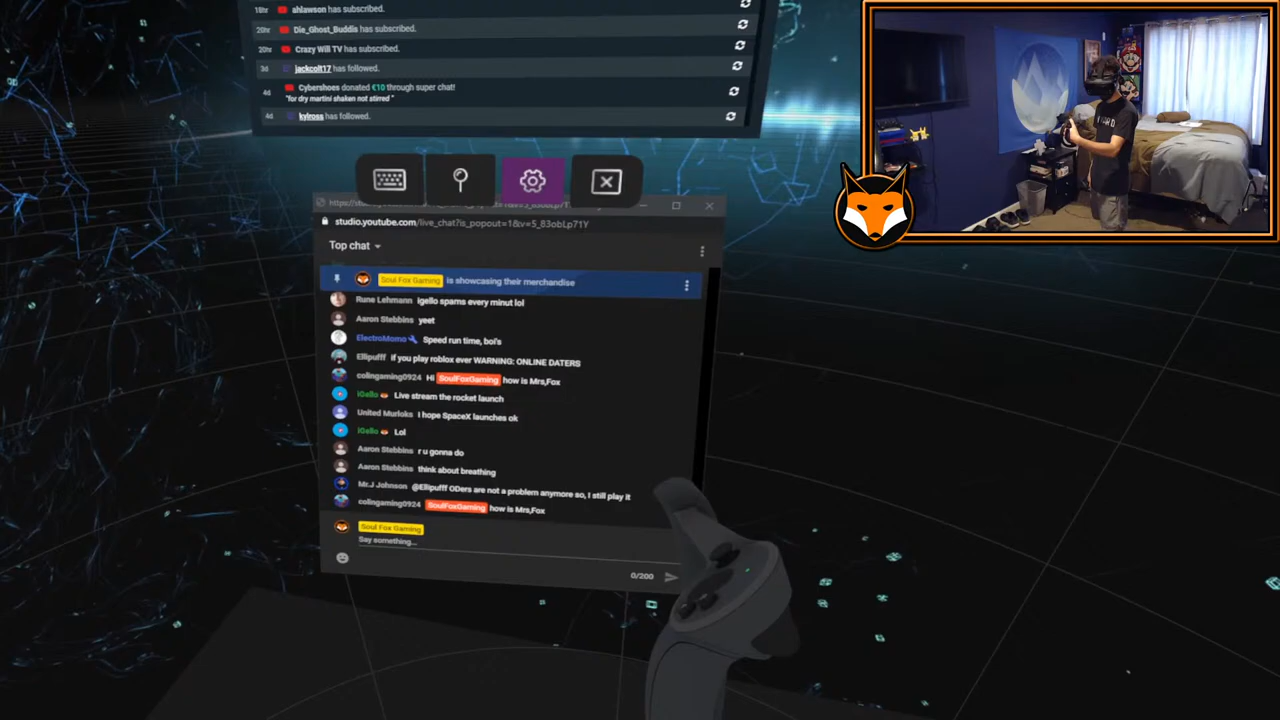 18hr ahlawson has subscribed.
20hr Die_Ghost_Buddis has subscribed.
20hr Crazy Will TV has subscribed.
3d jackcolt17 has followed.
4d Cybershoes donated €10 through super chat!
"for dry martini shaken not stirred "
4d kylross has followed.
studio.youtube.com/live_chat?is_popout=1&v=5_83obLp71Y
Top chat
Soul Fox Gaming is showcasing their merchandise
Rune Lehmann igello spams every minut lol
Aaron Stebbins yeet
ElectroMomo Speed run time, boi's
Ellipufff if you play roblox ever WARNING: ONLINE DATERS
colingaming0924 Hi SoulFoxGaming how is Mrs,Fox
iGello Live stream the rocket launch
United Murloks I hope SpaceX launches ok
iGello Lol
Aaron Stebbins r u gonna do
Aaron Stebbins think about breathing
Mr.J Johnson @Ellipufff ODers are not a problem anymore so, I still play it
colingaming0924 SoulFoxGaming how is Mrs,Fox
Soul Fox Gaming
Say something...
0/200